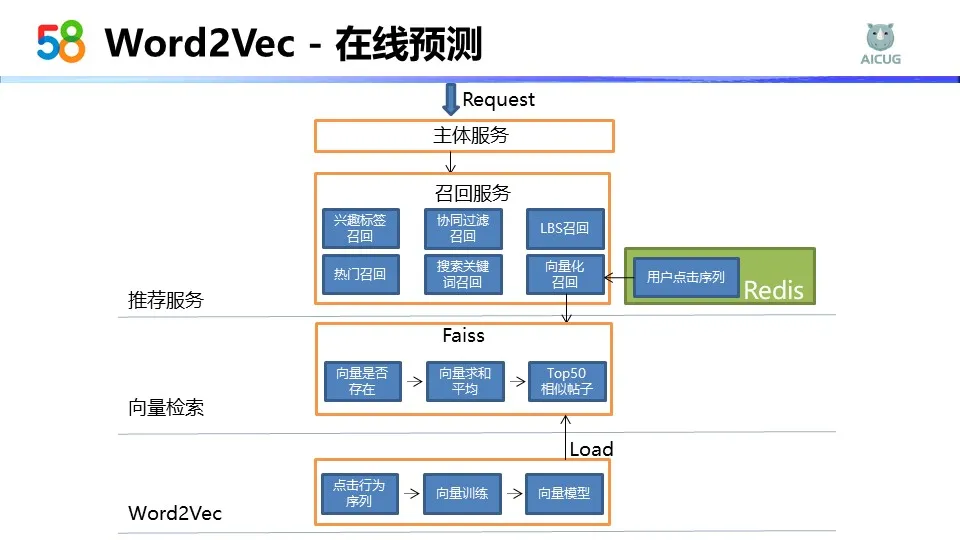 58 Word2Vec - 在线预测
AICUG
Request
主体服务
召回服务
兴趣标签
召回
协同过滤
召回
LBS召回
热门召回
搜索关键
词召回
向量化
召回
用户点击序列
Redis
推荐服务
Faiss
向量是否
存在
向量求和
平均
Top50
相似帖子
向量检索
Load
点击行为
序列
向量训练
向量模型
Word2Vec